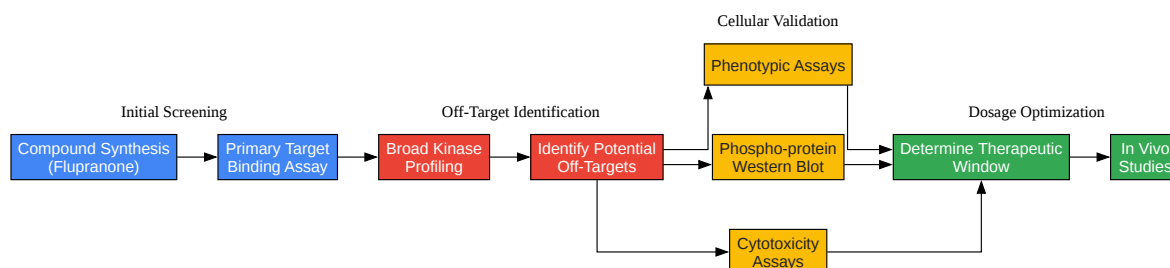 Cellular Validation
Phenotypic Assays
Initial Screening
Off-Target Identification
Dosage Optimization
Compound Synthesis
(Flupranone)
Primary Target
Binding Assay
Broad Kinase
Profiling
Identify Potential
Off-Targets
Phospho-protein
Western Blot
Determine Therapeutic
Window
In Vivo
Studies
Cytotoxicity
Assays